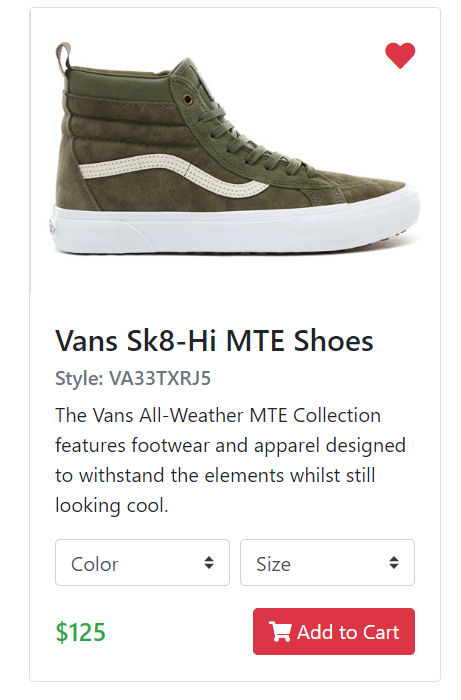 Vans Sk8-Hi MTE Shoes
Style: VA33TXRJ5
The Vans All-Weather MTE Collection
features footwear and apparel designed
to withstand the elements whilst still
looking cool.
Color Size
$125 Add to Cart